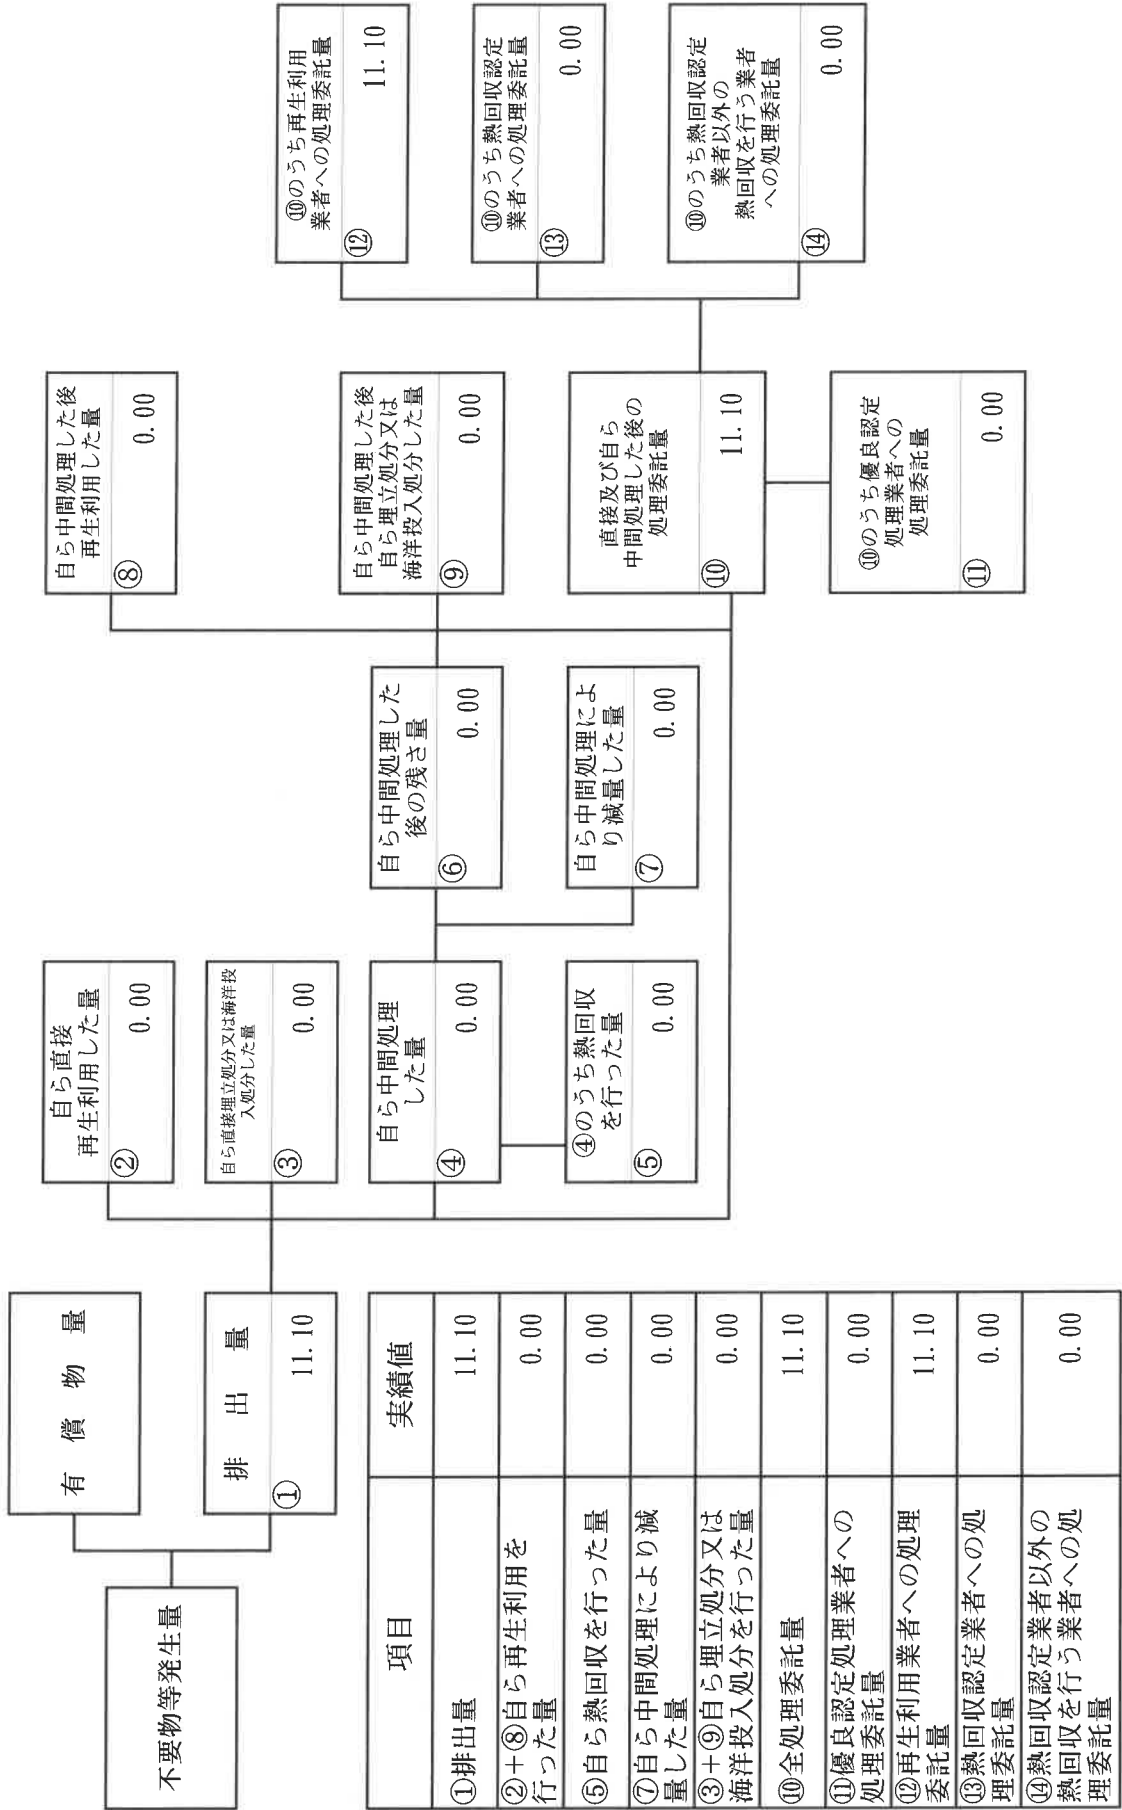 不要物等発生量
有償物量
排出量
①
11.10
自ら直接
再生利用した量
②
0.00
自ら直接埋立処分又は海洋投
入処分した量
③
0.00
自ら中間処理
した量
④
0.00
④のうち熱回収
を行った量
⑤
0.00
自ら中間処理した
後の残さ量
⑥
0.00
自ら中間処理によ
り減量した量
⑦
0.00
自ら中間処理した後
再生利用した量
⑧
0.00
自ら中間処理した後
自ら埋立処分又は
海洋投入処分した量
⑨
0.00
直接及び自ら
中間処理した後の
処理委託量
⑩
11.10
⑩のうち優良認定
処理業者への
処理委託量
⑪
0.00
⑩のうち再生利用
業者への処理委託量
⑫
11.10
⑩のうち熱回収認定
業者への処理委託量
⑬
0.00
⑩のうち熱回収認定
業者以外の
熱回収を行う業者
への処理委託量
⑭
0.00
項目 実績値
①排出量 11.10
②+⑧自ら再生利用を
行った量 0.00
⑤自ら熱回収を行った量 0.00
⑦自ら中間処理により減
量した量 0.00
③+⑨自ら埋立処分又は
海洋投入処分を行った量 0.00
⑩全処理委託量 11.10
⑪優良認定処理業者への
処理委託量 0.00
⑫再生利用業者への処理
委託量 11.10
⑬熱回収認定業者への処
理委託量 0.00
⑭熱回収認定業者以外の
熱回収を行う業者への処
理委託量 0.00